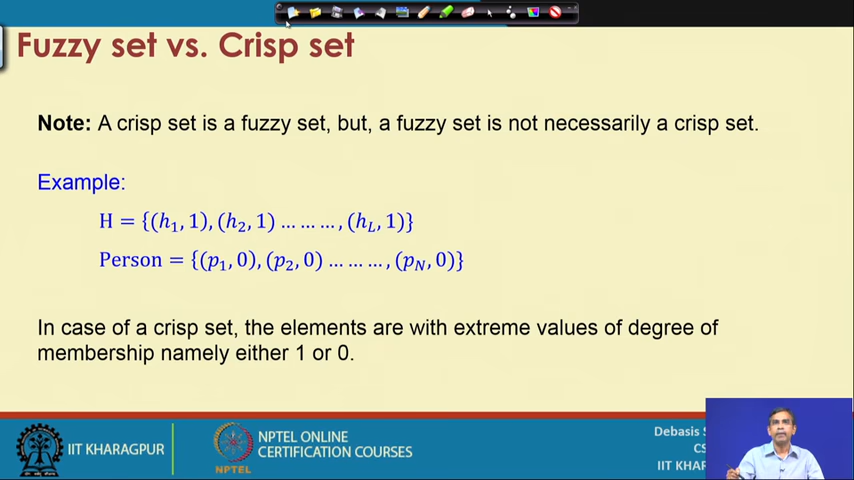 Fuzzy set vs. Crisp set
Note: A crisp set is a fuzzy set, but, a fuzzy set is not necessarily a crisp set.
Example:
H = {(h₁, 1), (h₂, 1) … … … , (h_L, 1)}
Person = {(p₁, 0), (p₂, 0) … … … , (p_N, 0)}
In case of a crisp set, the elements are with extreme values of degree of
membership namely either 1 or 0.
IIT KHARAGPUR
NPTEL
NPTEL ONLINE
CERTIFICATION COURSES
Debasis S
CS
IIT KHAR